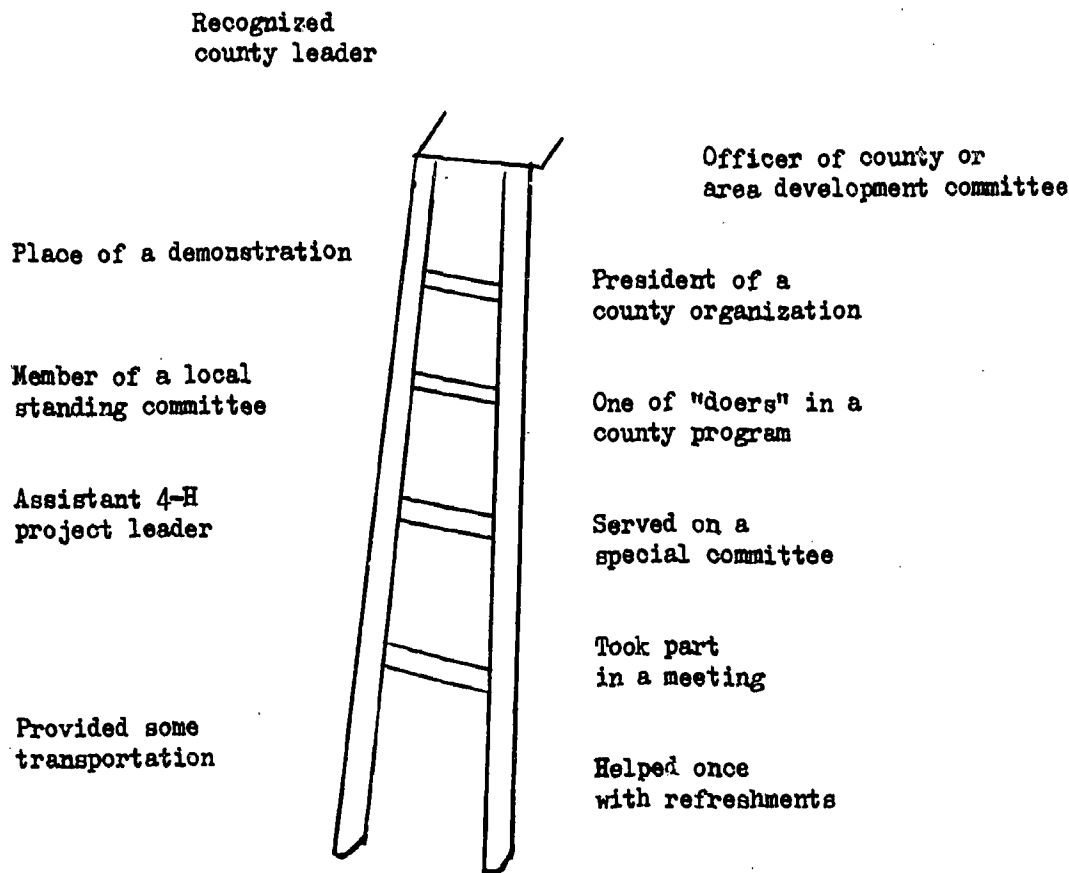 Recognized
county leader
Officer of county or
area development committee
Place of a demonstration
President of a
county organization
Member of a local
standing committee
One of "doers" in a
county program
Assistant 4-H
project leader
Served on a
special committee
Took part
in a meeting
Provided some
transportation
Helped once
with refreshments